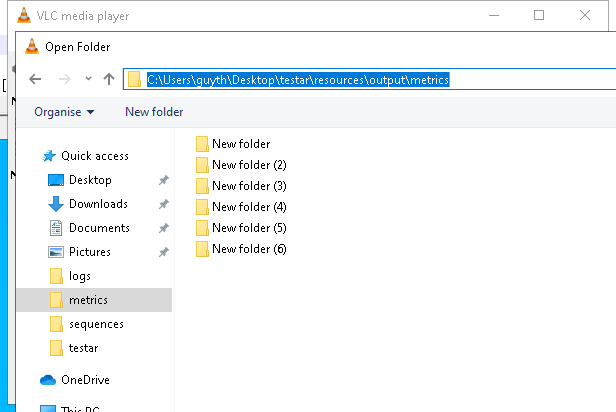 VLC media player
Open Folder
C:\Users\guyth\Desktop\testar\resources\output\metrics
Organise
New folder
Quick access
Desktop
Downloads
Documents
Pictures
logs
metrics
sequences
testar
OneDrive
This PC
New folder
New folder (2)
New folder (3)
New folder (4)
New folder (5)
New folder (6)